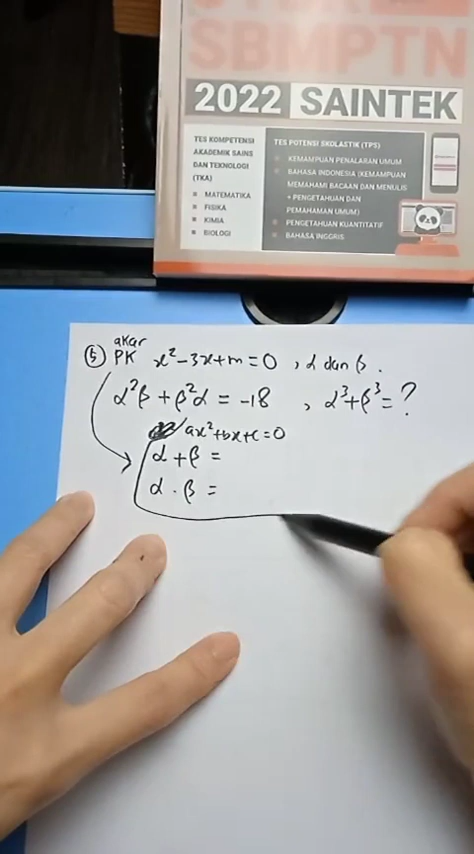 SBMPTN
2022 SAINTEK
TES KOMPETENSI
AKADEMIK SAINS
DAN TEKNOLOGI
(TKA)
MATEMATIKA
FISIKA
KIMIA
BIOLOGI
TES POTENSI SKOLASTIK (TPS)
KEMAMPUAN PENALARAN UMUM
BAHASA INDONESIA (KEMAMPUAN
MEMAHAMI BACAAN DAN MENULIS
+ PENGETAHUAN DAN
PEMAHAMAN UMUM)
PENGETAHUAN KUANTITATIF
BAHASA INGGRIS
akar
⑤ PK x² - 3x + m = 0 , α dan β.
α²β + β²α = -18 , α³ + β³ = ?
ax² + bx + c = 0
α + β =
α . β =